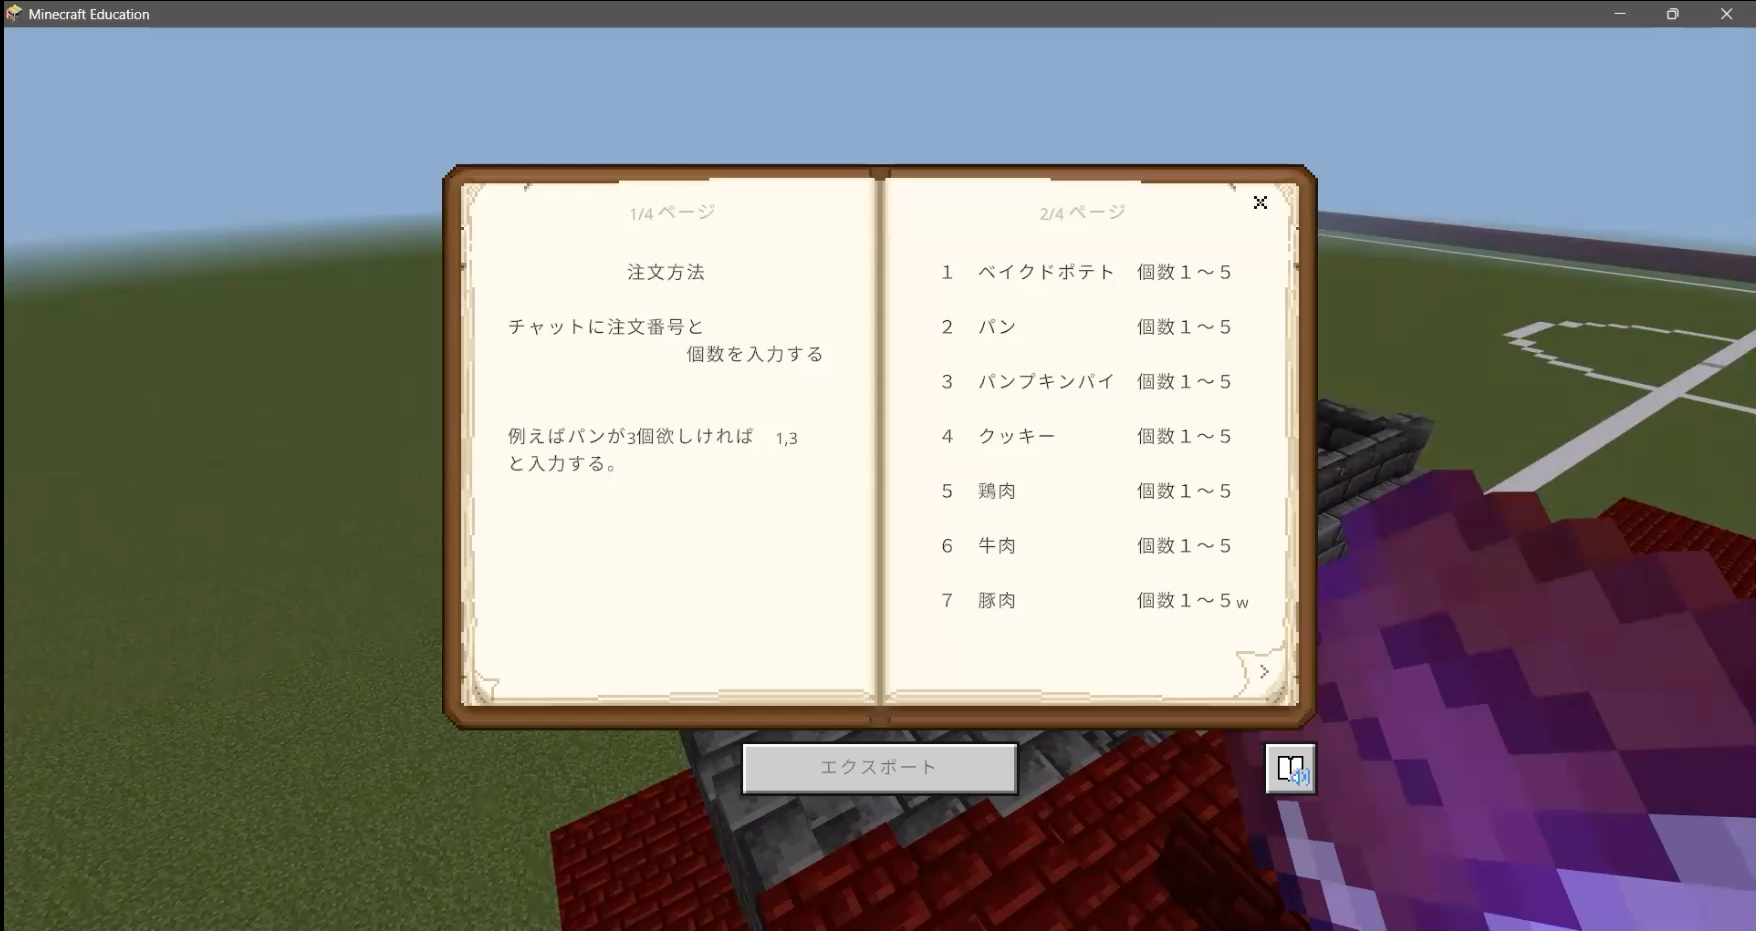 Minecraft Education
1/4 ページ
注文方法
チャットに注文番号と
個数を入力する
例えばパンが3個欲しければ 1,3
と入力する。
2/4 ページ
1 ベイクドポテト 個数１～５
2 パン 個数１～５
3 パンプキンパイ 個数１～５
4 クッキー 個数１～５
5 鶏肉 個数１～５
6 牛肉 個数１～５
7 豚肉 個数１～５w
エクスポート